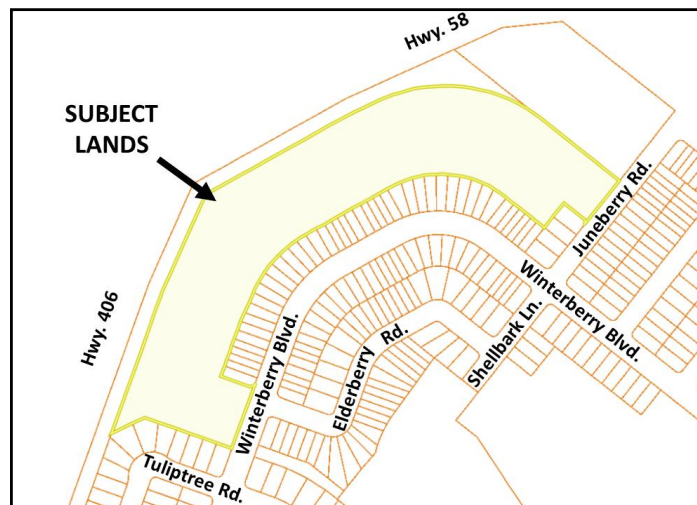 Hwy. 58
SUBJECT
LANDS
Juneberry Rd.
Hwy. 406
Winterberry Blvd.
Shellbark Ln.
Elderberry Rd.
Winterberry Blvd.
Tuliptree Rd.